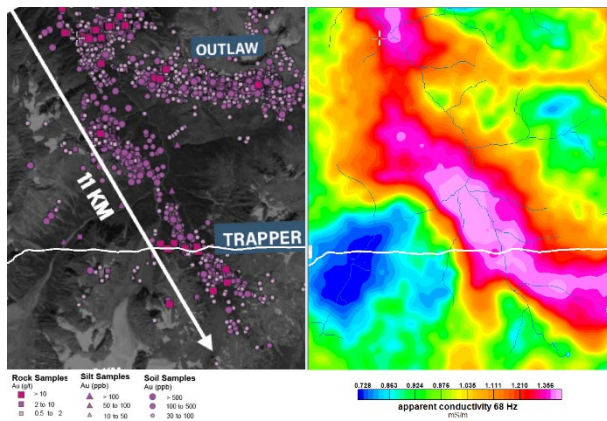 OUTLAW
11 KM
TRAPPER
Rock Samples
Au (g/t)
> 10
2 to 10
0.5 to 2
Silt Samples
Au (ppb)
> 100
50 to 100
10 to 50
Soil Samples
Au (ppb)
> 500
100 to 500
30 to 100
0.728 0.863 0.924 0.976 1.036 1.111 1.210 1.386
apparent conductivity 68 Hz
mS/m